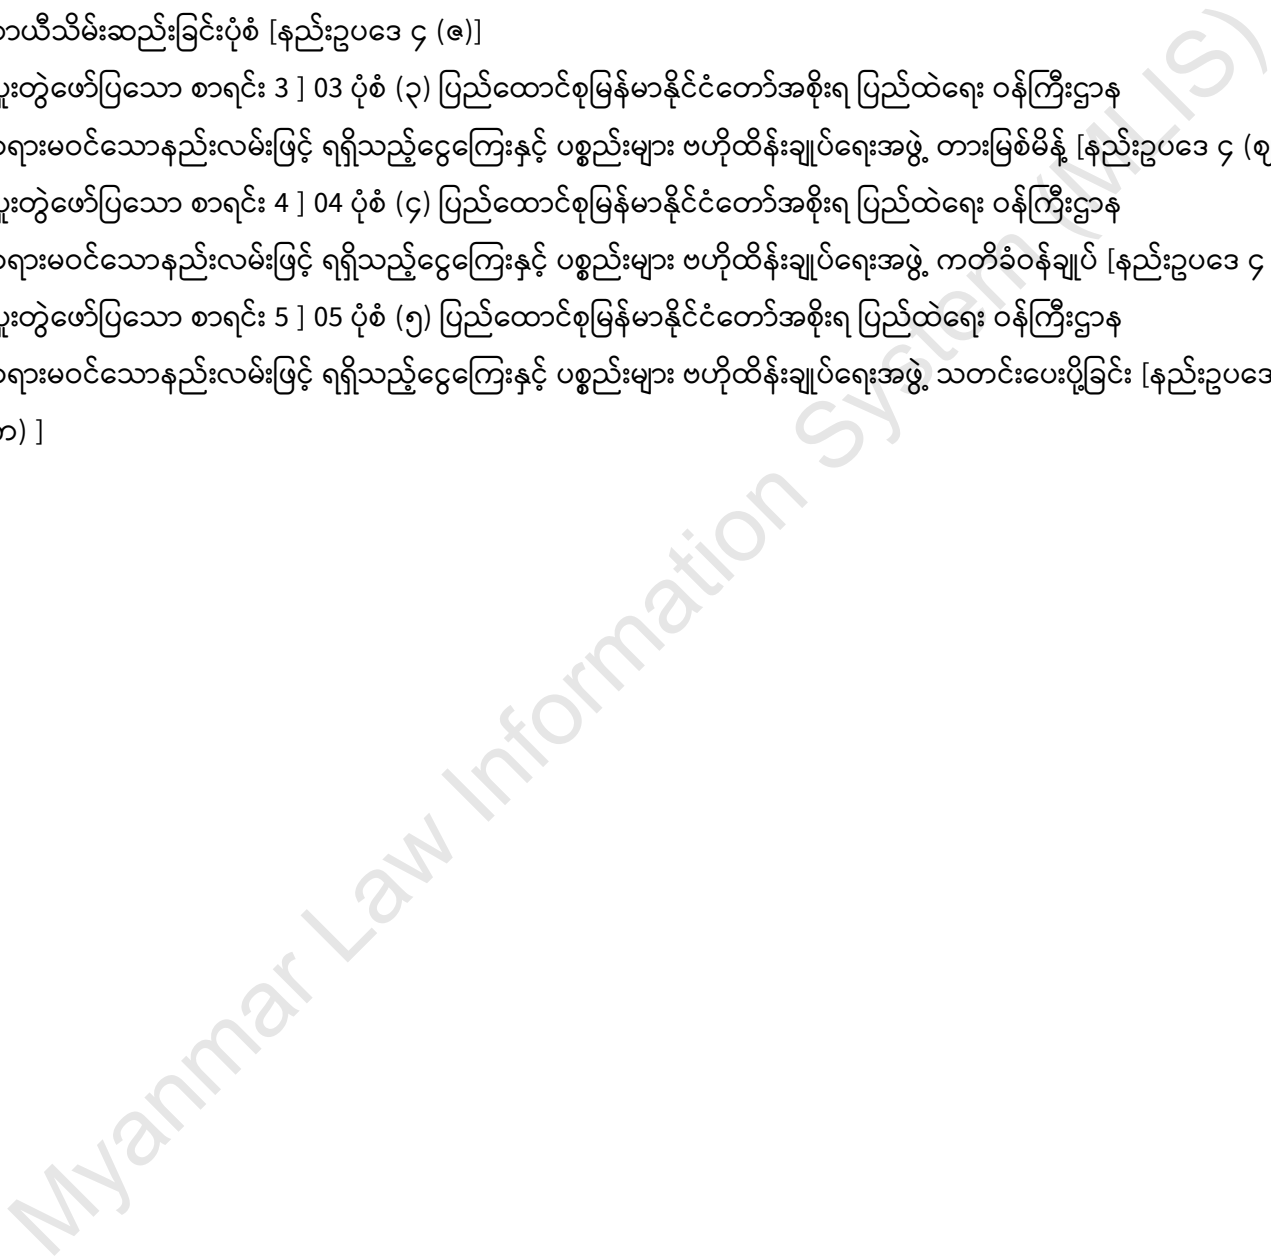 ယီသိမ်းဆည်းခြင်းပုံစံ [နည်းဥပဒေ ၄ (ဇ)]
ပူးတွဲဖော်ပြသော စာရင်း 3 ] 03 ပုံစံ (၃) ပြည်ထောင်စုမြန်မာနိုင်ငံတော်အစိုးရ ပြည်ထဲရေး ဝန်ကြီးဌာန
ရားမဝင်သောနည်းလမ်းဖြင့် ရရှိသည့်ငွေကြေးနှင့် ပစ္စည်းများ ဗဟိုထိန်းချုပ်ရေးအဖွဲ့ တားမြစ်မိန့် [နည်းဥပဒေ ၄ (ဈ
ပူးတွဲဖော်ပြသော စာရင်း 4 ] 04 ပုံစံ (၄) ပြည်ထောင်စုမြန်မာနိုင်ငံတော်အစိုးရ ပြည်ထဲရေး ဝန်ကြီးဌာန
ရားမဝင်သောနည်းလမ်းဖြင့် ရရှိသည့်ငွေကြေးနှင့် ပစ္စည်းများ ဗဟိုထိန်းချုပ်ရေးအဖွဲ့ ကတိခံဝန်ချုပ် [နည်းဥပဒေ ၄
ပူးတွဲဖော်ပြသော စာရင်း 5 ] 05 ပုံစံ (၅) ပြည်ထောင်စုမြန်မာနိုင်ငံတော်အစိုးရ ပြည်ထဲရေး ဝန်ကြီးဌာန
ရားမဝင်သောနည်းလမ်းဖြင့် ရရှိသည့်ငွေကြေးနှင့် ပစ္စည်းများ ဗဟိုထိန်းချုပ်ရေးအဖွဲ့ သတင်းပေးပို့ခြင်း [နည်းဥပဒေ
) ]
Myanmar Law Information System (MLIS)